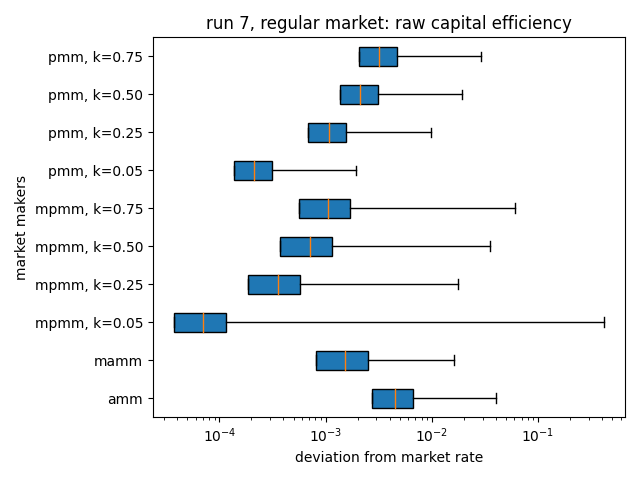 run 7, regular market: raw capital efficiency
pmm, k=0.75
pmm, k=0.50
pmm, k=0.25
pmm, k=0.05
mpmm, k=0.75
mpmm, k=0.50
mpmm, k=0.25
mpmm, k=0.05
mamm
amm
market makers
10⁻⁴ 10⁻³ 10⁻² 10⁻¹
deviation from market rate